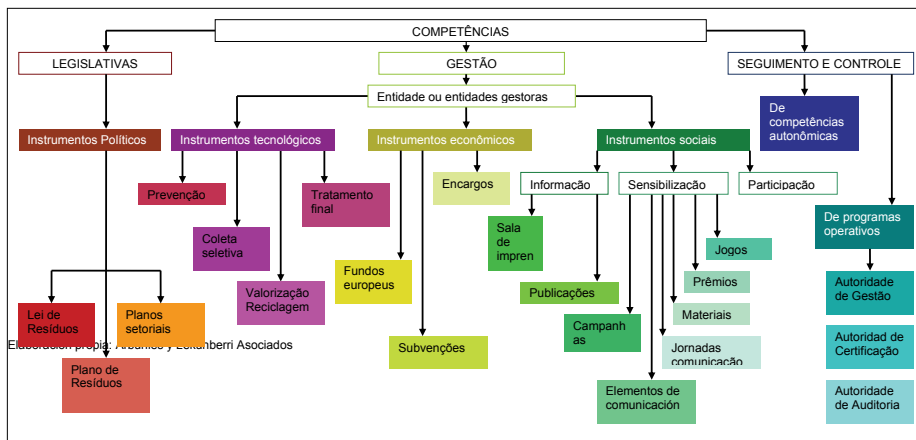 COMPETÊNCIAS
LEGISLATIVAS
GESTÃO
SEGUIMENTO E CONTROLE
Entidade ou entidades gestoras
De
competências
autonômicas
Instrumentos Políticos
Instrumentos tecnológicos
Instrumentos econômicos
Instrumentos sociais
Prevenção
Tratamento
final
Encargos
Informação
Sensibilização
Participação
Coleta
seletiva
Sala
de
impren
Jogos
De programas
operativos
Fundos
europeus
Valorização
Reciclagem
Publicações
Prêmios
Autoridade
de Gestão
Lei de
Resíduos
Planos
setoriais
Campanh
as
Materiais
Elaboración propia: y Asociados
Subvenções
Jornadas
comunicação
Autoridad de
Certificação
Plano de
Resíduos
Elementos de
comunicación
Autoridade
de Auditoria